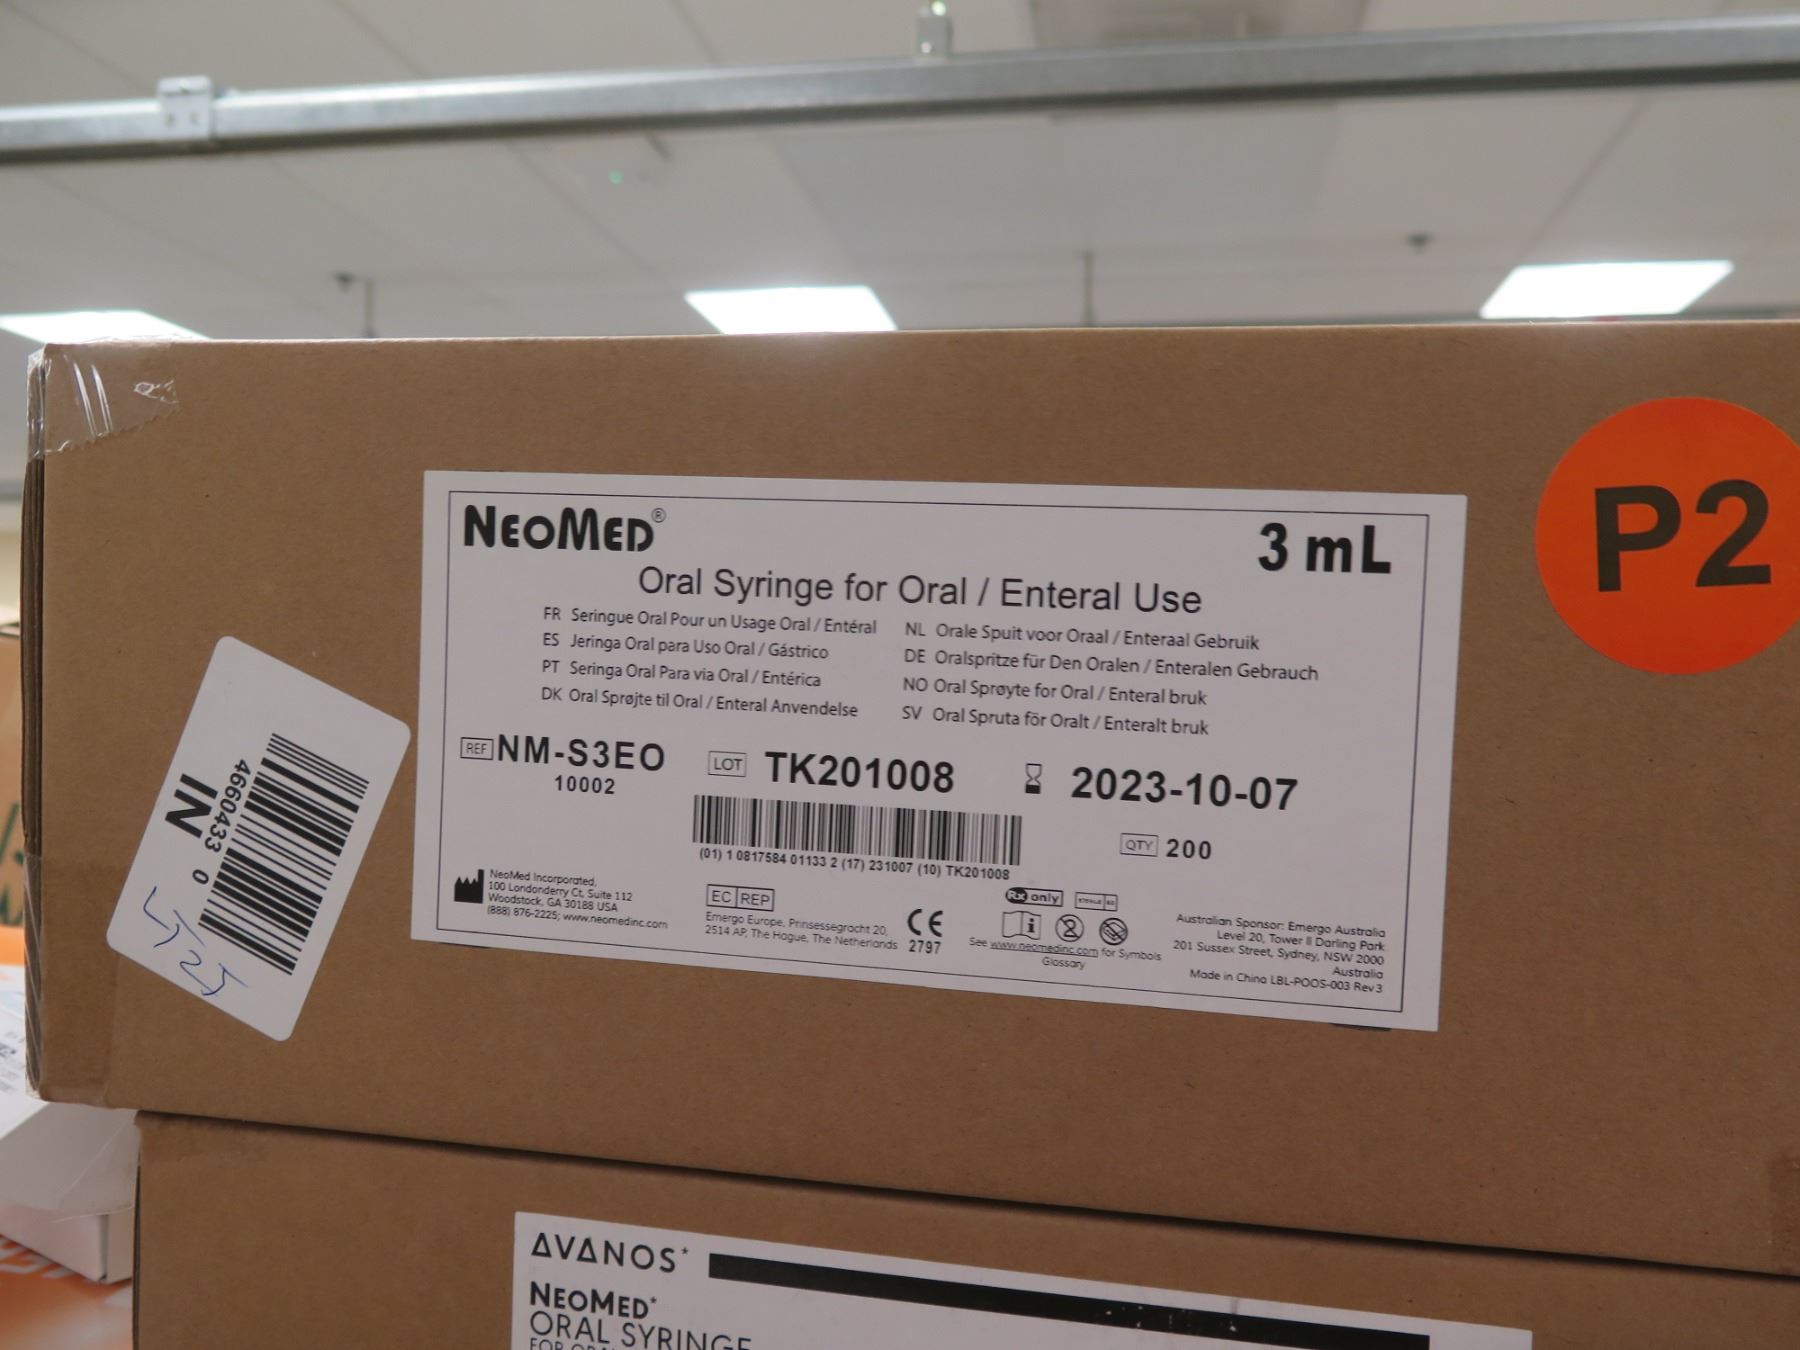 P2
NEOMED®
3 mL
Oral Syringe for Oral / Enteral Use
FR Seringue Oral Pour un Usage Oral / Entéral
ES Jeringa Oral para Uso Oral / Gástrico
PT Seringa Oral Para via Oral / Entérica
DK Oral Sprøjte til Oral / Enteral Anvendelse
NL Orale Spuit voor Oraal / Enteraal Gebruik
DE Oralspritze für Den Oralen / Enteralen Gebrauch
NO Oral Sprøyte for Oral / Enteral bruk
SV Oral Spruta för Oralt / Enteralt bruk
REF NM-S3EO
10002
LOT TK201008
2023-10-07
(01) 1 0817584 01133 2 (17) 231007 (10) TK201008
QTY 200
NeoMed Incorporated,
100 Londonderry Ct, Suite 112
Woodstock, GA 30188 USA
(888) 876-2225; www.neomedinc.com
EC REP
Emergo Europe, Prinsessegracht 20,
2514 AP, The Hague, The Netherlands
CE
2797
Rx only
STERILE EO
See www.neomedinc.com for Symbols
Glossary
Australian Sponsor: Emergo Australia
Level 20, Tower II Darling Park
201 Sussex Street, Sydney, NSW 2000
Australia
Made in China LBL-POOS-003 Rev3
4660433 0
IN
AVANOS*
NEOMED*
ORAL SYRINGE